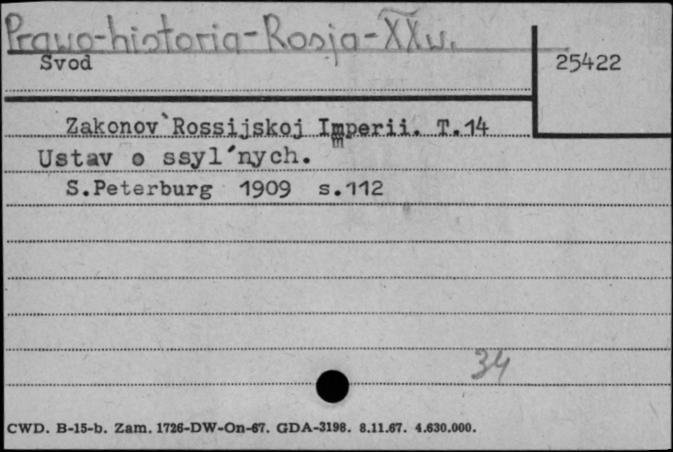 Prawo-historia-Rosja-XXw.
Svod
25422
Zakonov`Rossijskoj Imperii. T.14
Ustav o ssyl´nych.
S.Peterburg 1909 s.112
34
CWD. B-15-b. Zam. 1726-DW-On-67. GDA-3198. 8.11.67. 4.630.000.